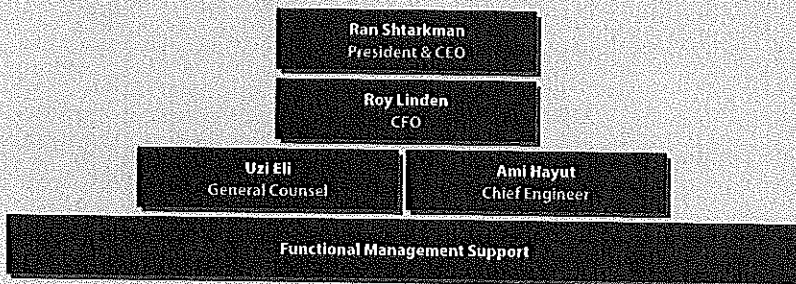 Ran Shtarkman
President & CEO
Roy Linden
CFO
Uzi Eli
General Counsel
Ami Hayut
Chief Engineer
Functional Management Support